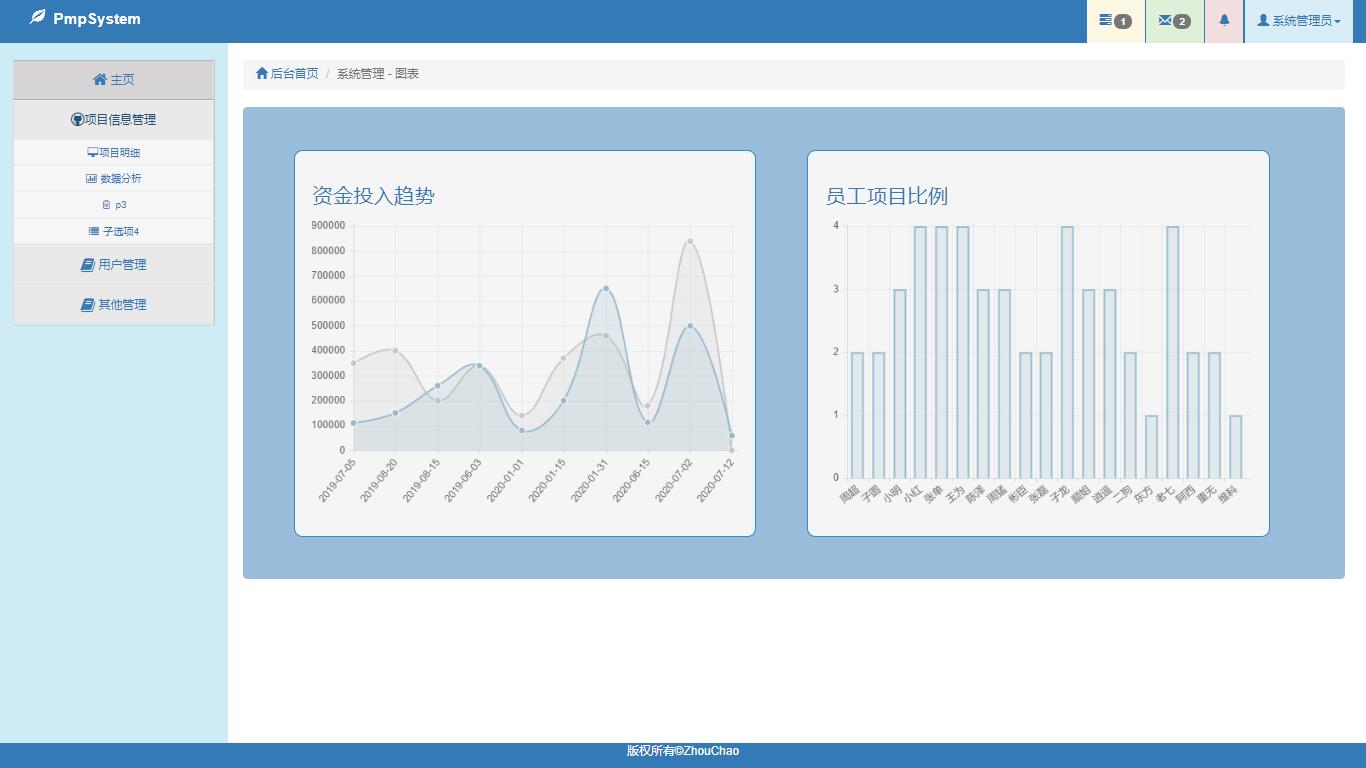 PmpSystem
1
2
系统管理员
主页
项目信息管理
项目明细
数据分析
p3
子选项4
用户管理
其他管理
后台首页 / 系统管理 - 图表
资金投入趋势
900000
800000
700000
600000
500000
400000
300000
200000
100000
0
2019-07-05
2019-08-20
2019-08-15
2019-06-03
2020-01-01
2020-01-15
2020-01-31
2020-06-15
2020-07-02
2020-07-12
员工项目比例
4
3
2
1
0
周超
子圆
小明
小红
张单
王为
陈泽
周猛
彬臣
张磊
子龙
顺姐
逍遥
二狗
东方
老七
阿西
重无
维科
版权所有©ZhouChao